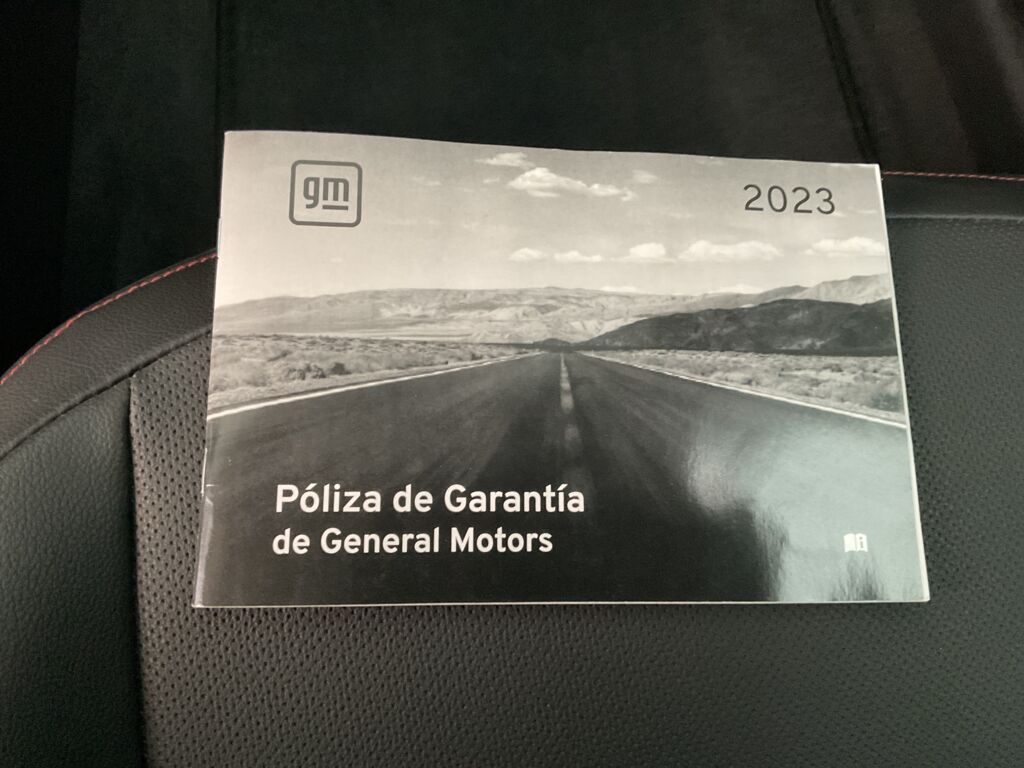 gm
2023
Póliza de Garantía
de General Motors